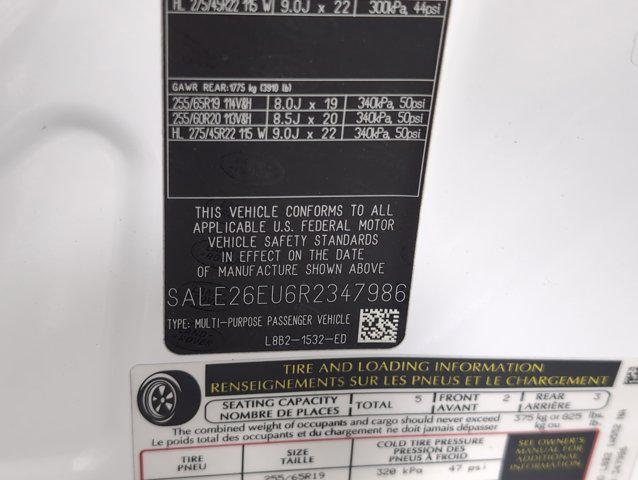 HL 275/45R22 115 W 9.0J x 22 300kPa, 44psi
GAWR REAR: 1775 kg (3910 lb)
255/65R19 114V&H 8.0J x 19 340kPa, 50psi
255/60R20 113V&H 8.5J x 20 340kPa, 50psi
HL 275/45R22 115 W 9.0J x 22 340kPa, 50psi
THIS VEHICLE CONFORMS TO ALL
APPLICABLE U.S. FEDERAL MOTOR
VEHICLE SAFETY STANDARDS
IN EFFECT ON THE DATE
OF MANUFACTURE SHOWN ABOVE
SALE26EU6R2347986
TYPE: MULTI-PURPOSE PASSENGER VEHICLE
L8B2-1532-ED
TIRE AND LOADING INFORMATION
RENSEIGNEMENTS SUR LES PNEUS ET LE CHARGEMENT
SEATING CAPACITY
NOMBRE DE PLACES
TOTAL 5
FRONT 2
AVANT
REAR 3
ARRIÈRE
The combined weight of occupants and cargo should never exceed 375 kg or 825 lbs.
Le poids total des occupants et du chargement ne doit jamais dépasser kg ou lb.
TIRE
PNEU
SIZE
TAILLE
COLD TIRE PRESSURE
PRESSION DES PNEUS À FROID
SEE OWNER'S
MANUAL FOR
ADDITIONAL
255/65R19
320 kPa 47 psi